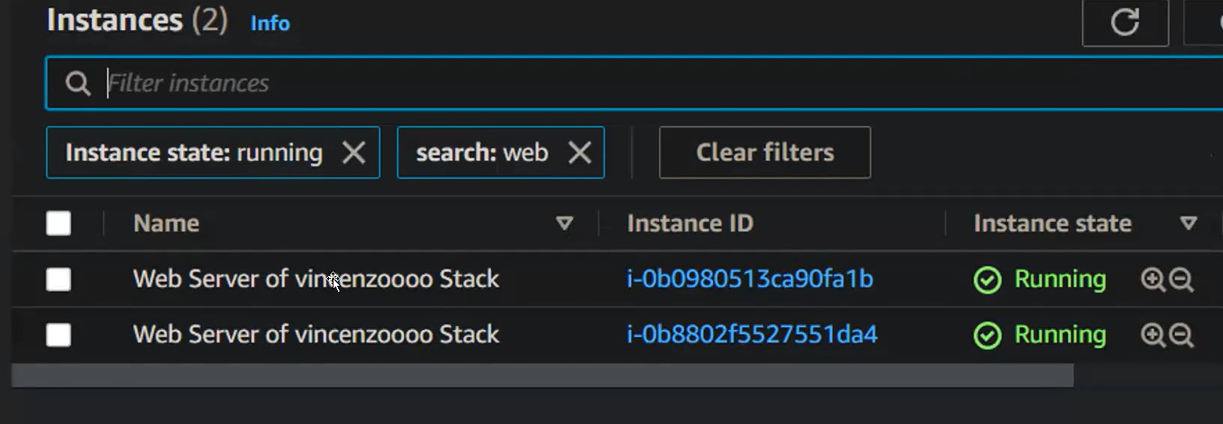 Instances (2) Info
Filter instances
Instance state: running search: web Clear filters
Name Instance ID Instance state
Web Server of vincenzoooo Stack i-0b0980513ca90fa1b Running
Web Server of vincenzoooo Stack i-0b8802f5527551da4 Running